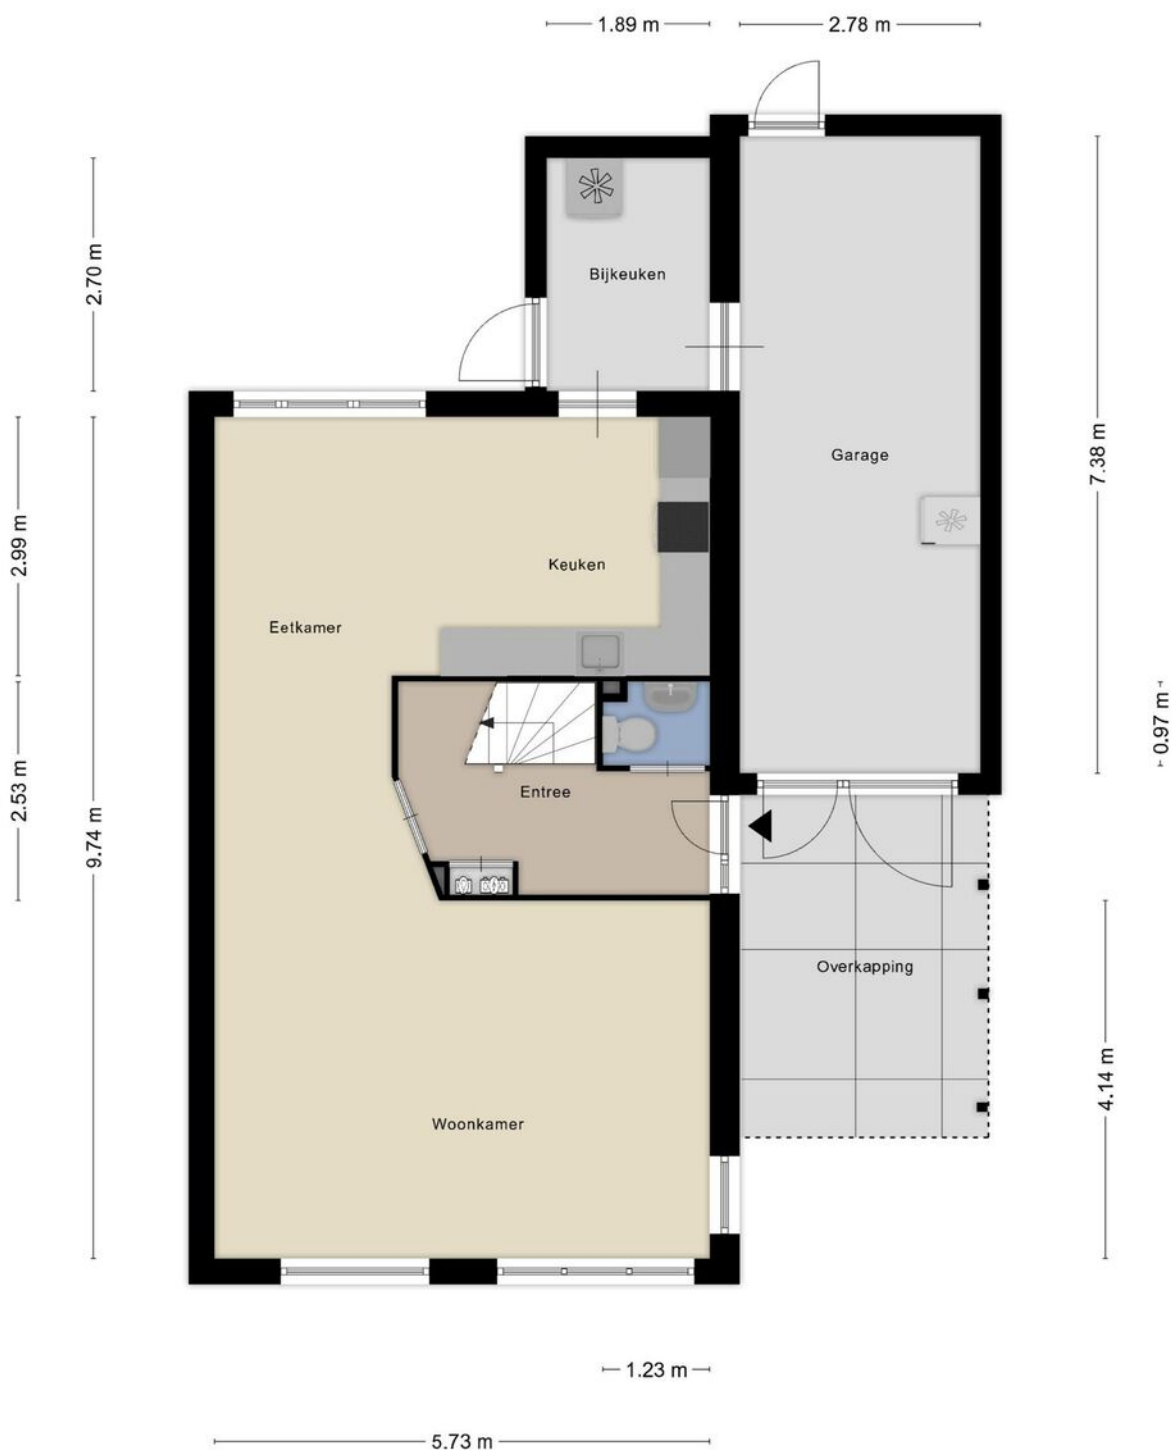 1.89 m
2.78 m
2.70 m
Bijkeuken
7.38 m
Garage
2.99 m
Keuken
Eetkamer
0.97 m
2.53 m
Entree
9.74 m
Overkapping
4.14 m
Woonkamer
1.23 m
5.73 m